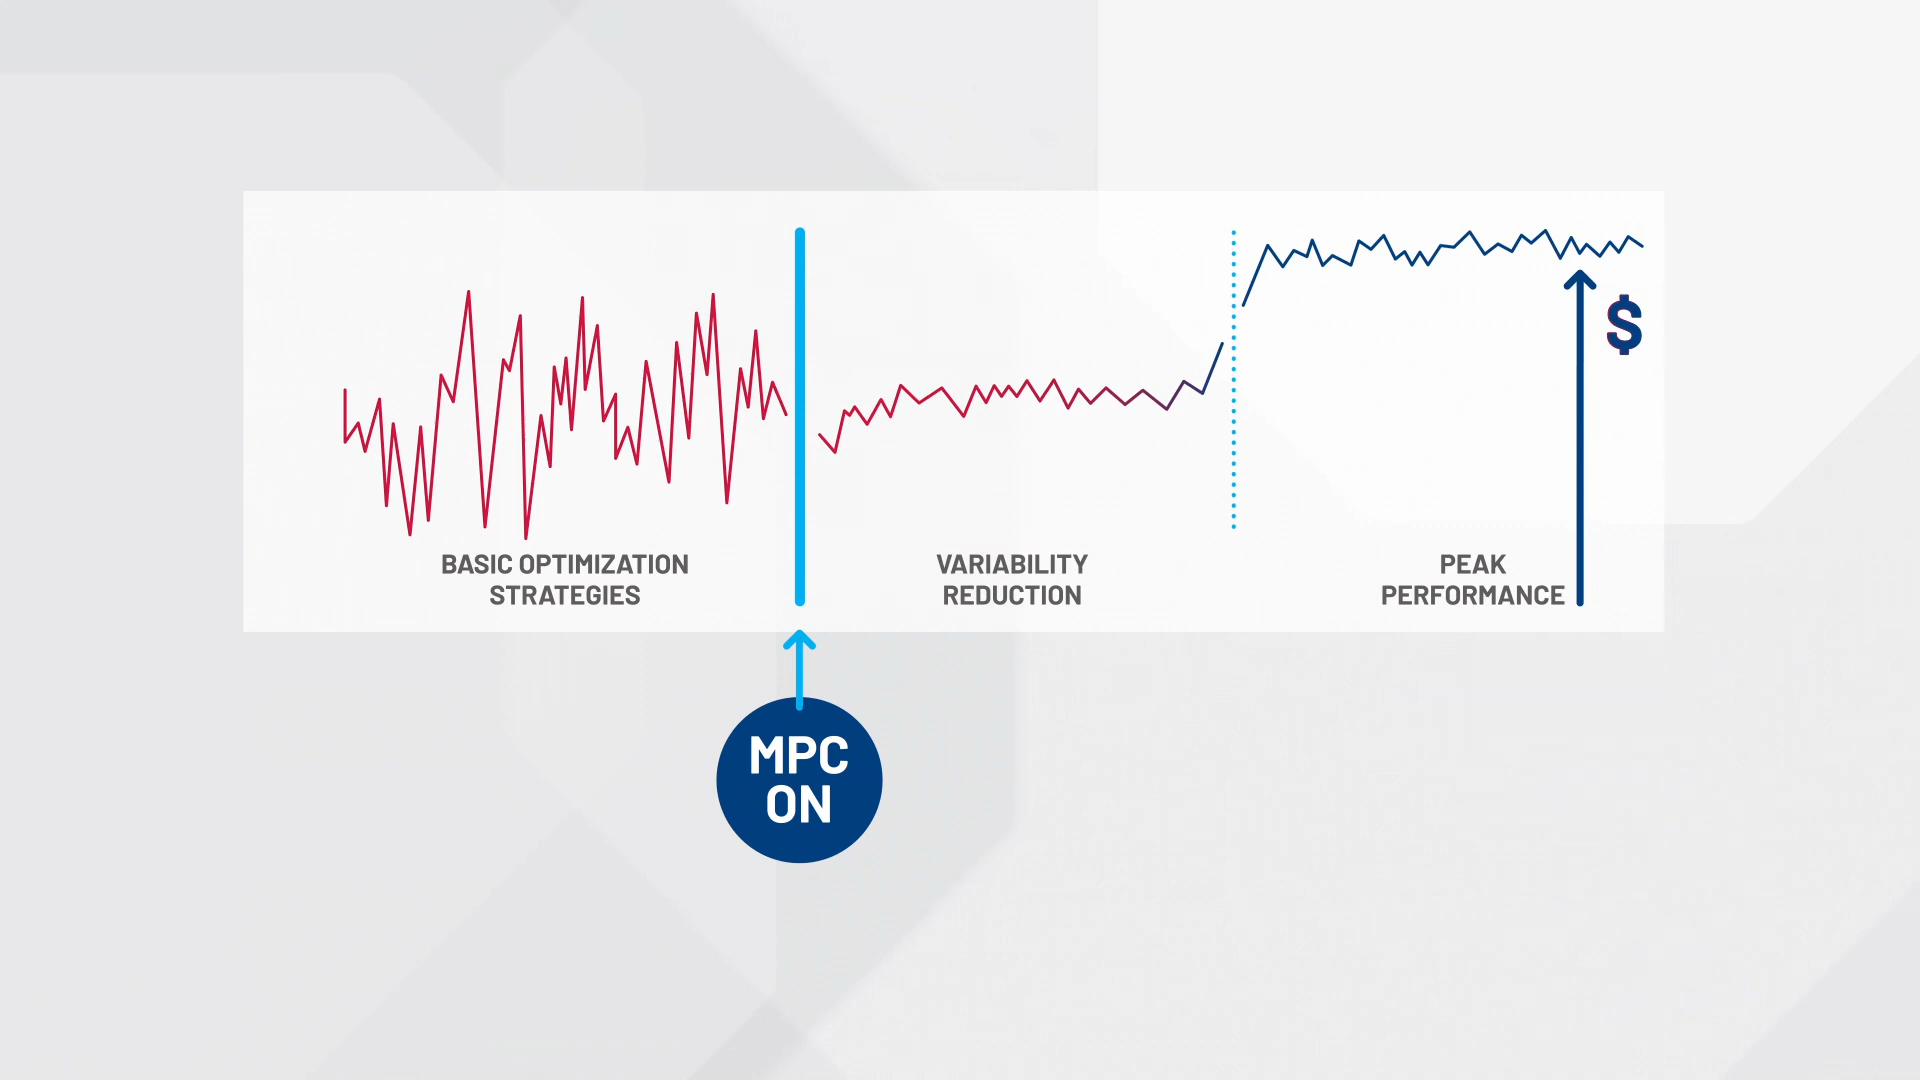 $
BASIC OPTIMIZATION
STRATEGIES
VARIABILITY
REDUCTION
PEAK
PERFORMANCE
MPC
ON